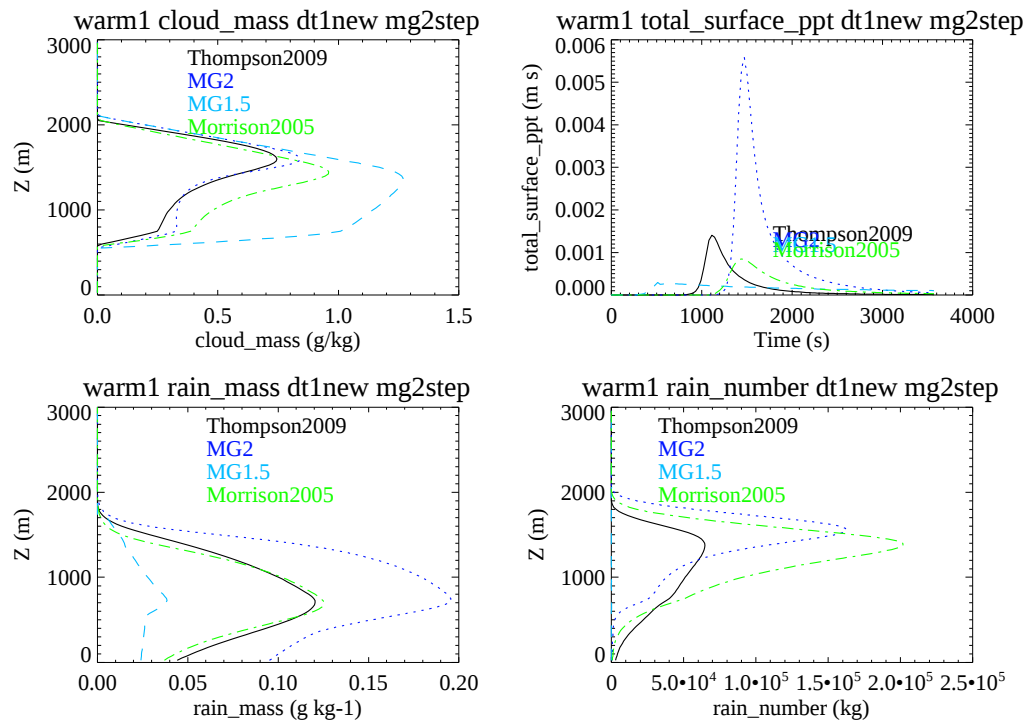 warm1 cloud_mass dt1new mg2step
3000
2000
1000
0
Z (m)
Thompson2009
MG2
MG1.5
Morrison2005
0.0 0.5 1.0 1.5
cloud_mass (g/kg)
warm1 total_surface_ppt dt1new mg2step
0.006
0.005
0.004
0.003
0.002
0.001
0.000
total_surface_ppt (m s)
Thompson2009
MG2
MG1.5
Morrison2005
0 1000 2000 3000 4000
Time (s)
warm1 rain_mass dt1new mg2step
3000
2000
1000
0
Z (m)
Thompson2009
MG2
MG1.5
Morrison2005
0.00 0.05 0.10 0.15 0.20
rain_mass (g kg-1)
warm1 rain_number dt1new mg2step
3000
2000
1000
0
Z (m)
Thompson2009
MG2
MG1.5
Morrison2005
0 5.0•10⁴ 1.0•10⁵ 1.5•10⁵ 2.0•10⁵ 2.5•10⁵
rain_number (kg)